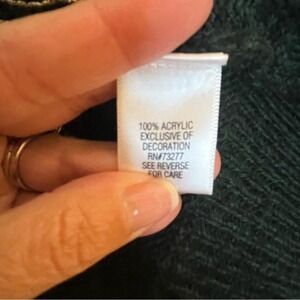 100% ACRYLIC
EXCLUSIVE OF
DECORATION
RN#73277
SEE REVERSE
FOR CARE